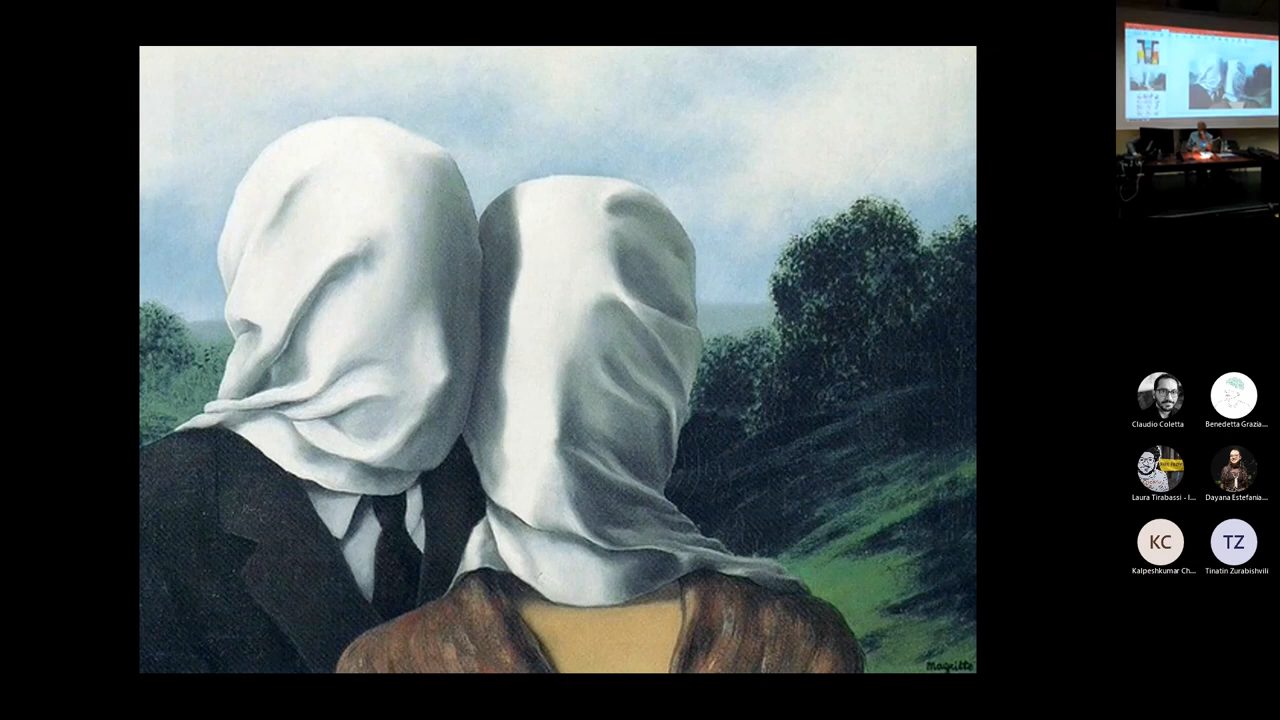 Claudio Coletta
Benedetta Grazia...
Laura Tirabassi - I...
Dayana Estefania...
KC
TZ
Kalpeshkumar Ch...
Tinatin Zurabishvili
Magritte